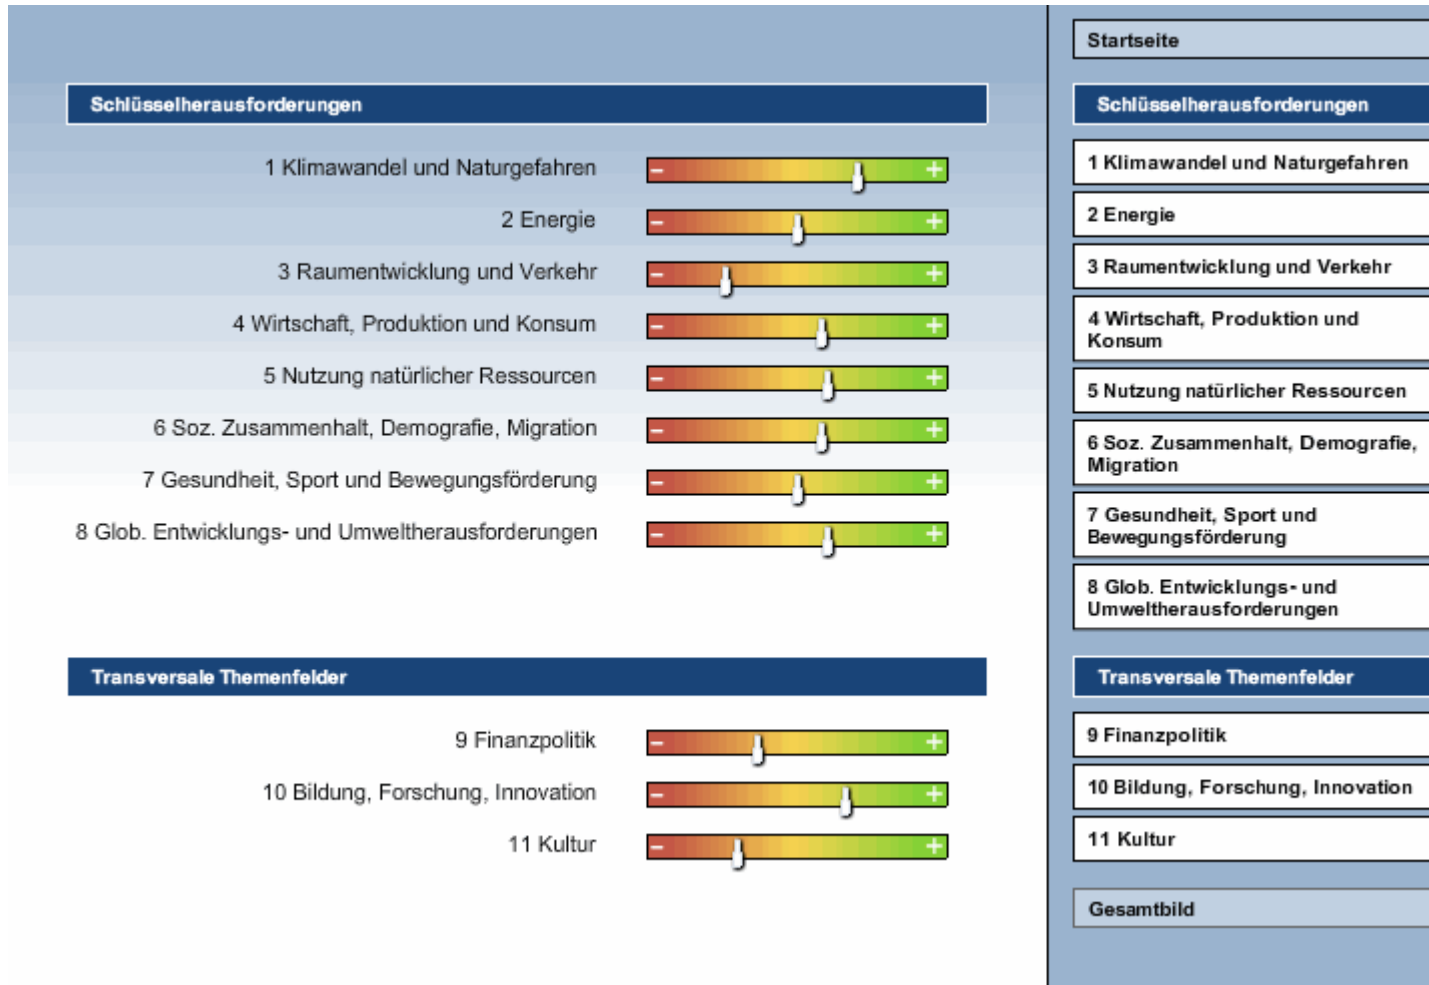 Schlüsselherausforderungen
1 Klimawandel und Naturgefahren
- +
2 Energie
- +
3 Raumentwicklung und Verkehr
- +
4 Wirtschaft, Produktion und Konsum
- +
5 Nutzung natürlicher Ressourcen
- +
6 Soz. Zusammenhalt, Demografie, Migration
- +
7 Gesundheit, Sport und Bewegungsförderung
- +
8 Glob. Entwicklungs- und Umweltherausforderungen
- +
Transversale Themenfelder
9 Finanzpolitik
- +
10 Bildung, Forschung, Innovation
- +
11 Kultur
- +
Startseite
Schlüsselherausforderungen
1 Klimawandel und Naturgefahren
2 Energie
3 Raumentwicklung und Verkehr
4 Wirtschaft, Produktion und
Konsum
5 Nutzung natürlicher Ressourcen
6 Soz. Zusammenhalt, Demografie,
Migration
7 Gesundheit, Sport und
Bewegungsförderung
8 Glob. Entwicklungs- und
Umweltherausforderungen
Transversale Themenfelder
9 Finanzpolitik
10 Bildung, Forschung, Innovation
11 Kultur
Gesamtbild